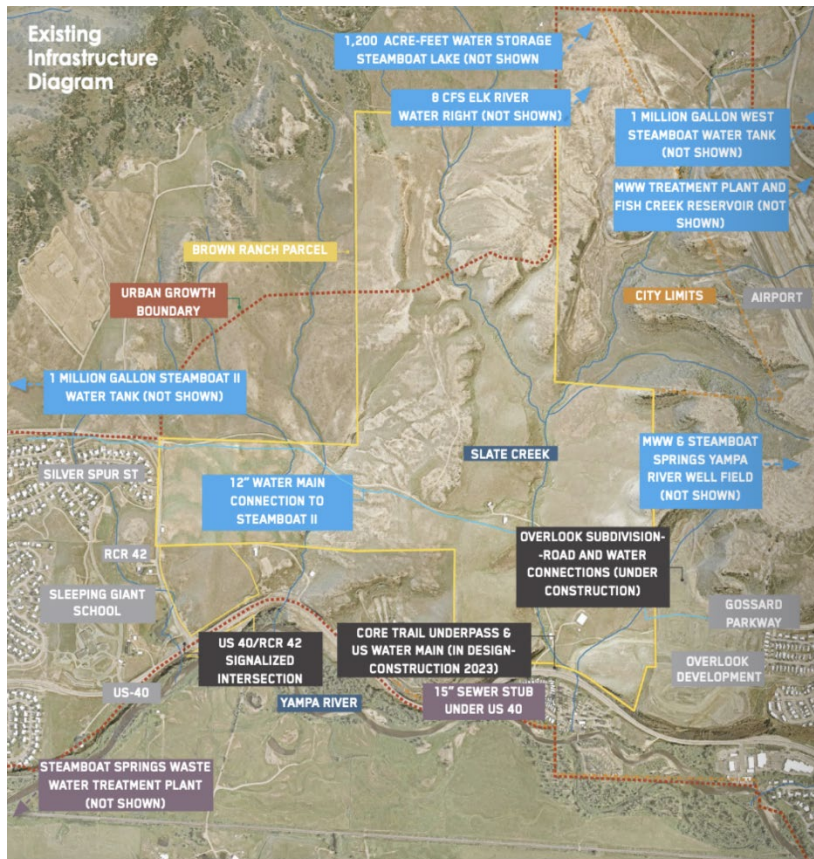 Existing
Infrastructure
Diagram
1,200 ACRE-FEET WATER STORAGE
STEAMBOAT LAKE (NOT SHOWN
8 CFS ELK RIVER
WATER RIGHT (NOT SHOWN)
1 MILLION GALLON WEST
STEAMBOAT WATER TANK
(NOT SHOWN)
MWW TREATMENT PLANT AND
FISH CREEK RESERVOIR (NOT
SHOWN)
BROWN RANCH PARCEL
URBAN GROWTH
BOUNDARY
CITY LIMITS
AIRPORT
1 MILLION GALLON STEAMBOAT II
WATER TANK (NOT SHOWN)
SILVER SPUR ST
12" WATER MAIN
CONNECTION TO
STEAMBOAT II
SLATE CREEK
MWW & STEAMBOAT
SPRINGS YAMPA
RIVER WELL FIELD
(NOT SHOWN)
RCR 42
OVERLOOK SUBDIVISION-
-ROAD AND WATER
CONNECTIONS (UNDER
CONSTRUCTION)
SLEEPING GIANT
SCHOOL
GOSSARD
PARKWAY
US 40/RCR 42
SIGNALIZED
INTERSECTION
CORE TRAIL UNDERPASS &
US WATER MAIN (IN DESIGN-
CONSTRUCTION 2023)
OVERLOOK
DEVELOPMENT
US-40
YAMPA RIVER
15" SEWER STUB
UNDER US 40
STEAMBOAT SPRINGS WASTE
WATER TREATMENT PLANT
(NOT SHOWN)